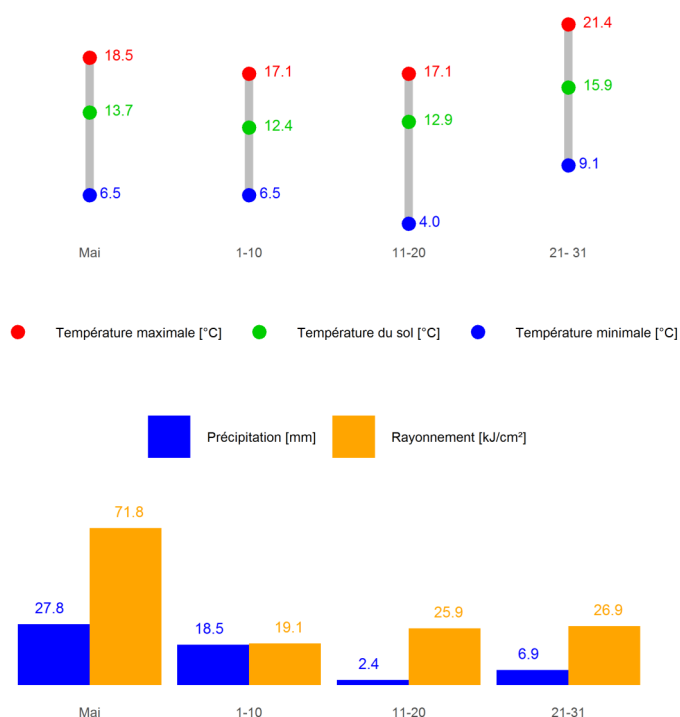 21.4
18.5
17.1 17.1
15.9
13.7
12.4 12.9
9.1
6.5 6.5
4.0
Mai 1-10 11-20 21- 31
Température maximale [°C] Température du sol [°C] Température minimale [°C]
Précipitation [mm] Rayonnement [kJ/cm²]
71.8
27.8
18.5 19.1 25.9 26.9
2.4 6.9
Mai 1-10 11-20 21-31